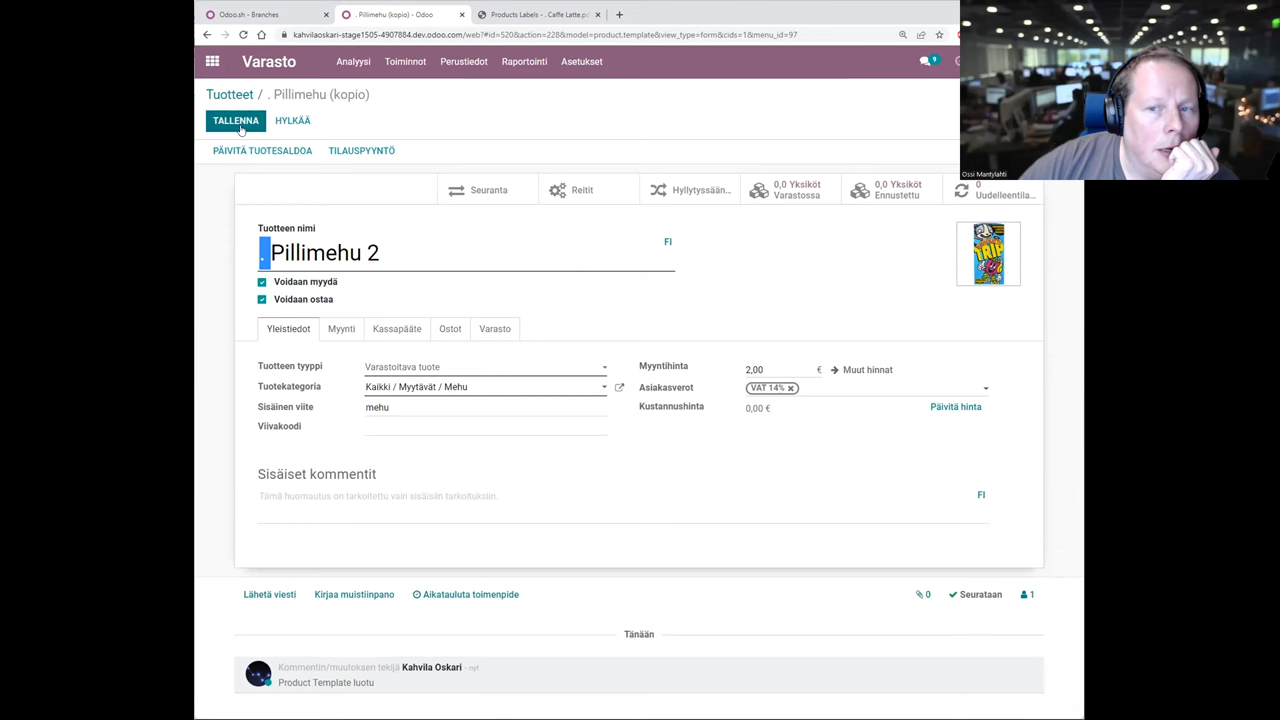 Odoo.sh - Branches
. Pillimehu (kopio) - Odoo
Products Labels - . Caffe Latte.p
kahvilaoskari-stage1505-4907884.dev.odoo.com/web?#id=520&action=228&model=product.template&view_type=form&cids=1&menu_id=97
Varasto
Analyysi
Toiminnot
Perustiedot
Raportointi
Asetukset
9
Tuotteet / . Pillimehu (kopio)
TALLENNA
HYLKÄÄ
PÄIVITÄ TUOTESALDOA
TILAUSPYYNTÖ
Ossi Mantylahti
Seuranta
Reitit
Hyllytyssään...
0,0 Yksiköt
Varastossa
0,0 Yksiköt
Ennustettu
0
Uudelleentila...
Tuotteen nimi
. Pillimehu 2
FI
TRIP
Voidaan myydä
Voidaan ostaa
Yleistiedot
Myynti
Kassapääte
Ostot
Varasto
Tuotteen tyyppi
Varastoitava tuote
Tuotekategoria
Kaikki / Myytävät / Mehu
Sisäinen viite
mehu
Viivakoodi
Myyntihinta
2,00 €
Muut hinnat
Asiakasverot
VAT 14%
Kustannushinta
0,00 €
Päivitä hinta
Sisäiset kommentit
Tämä huomautus on tarkoitettu vain sisäisiin tarkoituksiin.
FI
Lähetä viesti
Kirjaa muistiinpano
Aikatauluta toimenpide
0
Seurataan
1
Tänään
Kommentin/muutoksen tekijä Kahvila Oskari - nyt
Product Template luotu